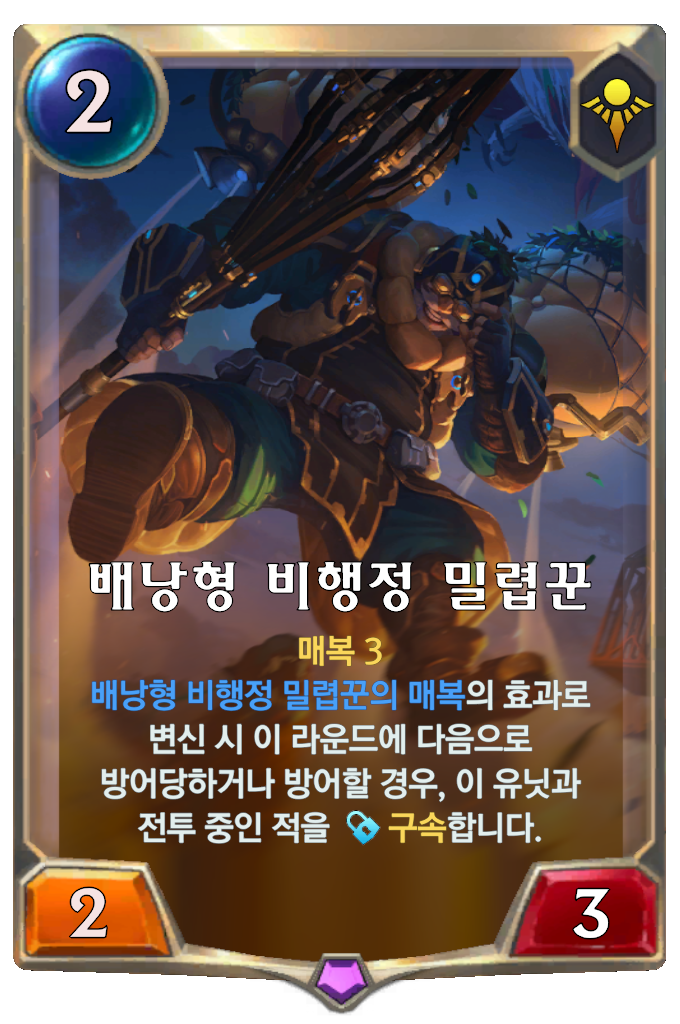 2
배낭형 비행정 밀렵꾼
매복 3
배낭형 비행정 밀렵꾼의 매복의 효과로
변신 시 이 라운드에 다음으로
방어당하거나 방어할 경우, 이 유닛과
전투 중인 적을 구속합니다.
2
3